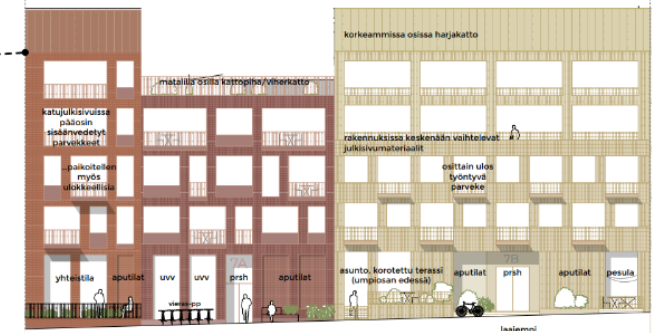 korkeammissa osissa harjakatto
matalilla osilla kattopiha/viherkatto
katujulkisivuissa
pääosin
sisäänvedetyt
parvekkeet
rakennuksissa keskenään vaihtelevat
julkisivumateriaalit
...paikoitellen
myös
ulokkeellisia
osittain ulos
työntyvä
parveke
7A
7B
yhteistila
aputilat
uvv
uvv
prsh
aputilat
asunto, korotettu terassi
(umpiosan edessä)
aputilat
prsh
aputilat
pesula
vieras-pp
laajempi